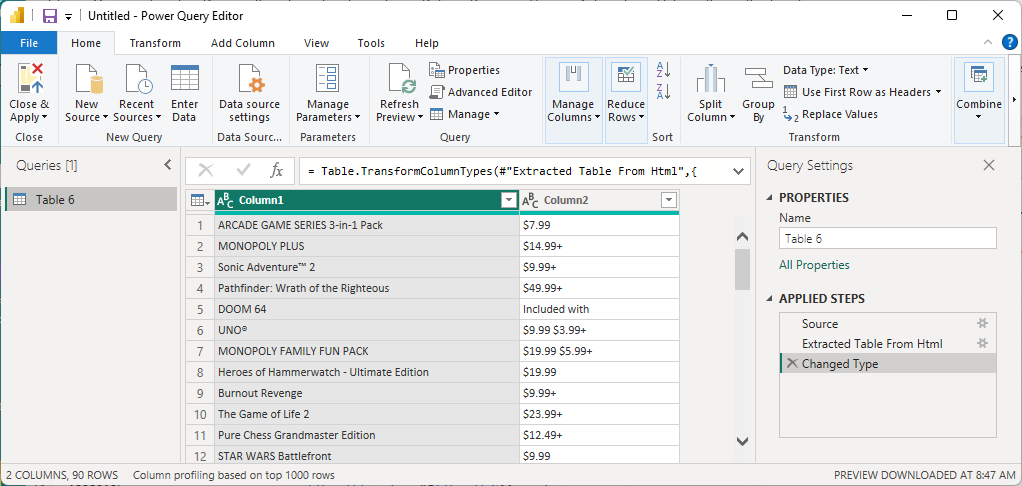 Untitled - Power Query Editor
File Home Transform Add Column View Tools Help
Close & Apply
New Source
Recent Sources
Enter Data
Data source settings
Manage Parameters
Refresh Preview
Properties
Advanced Editor
Manage
Manage Columns
Reduce Rows
Split Column
Group By
Data Type: Text
Use First Row as Headers
Replace Values
Combine
Close New Query Data Sourc... Parameters Query Sort Transform
Queries [1]
Table 6
fx = Table.TransformColumnTypes(#"Extracted Table From Html",{
ABC Column1 ABC Column2
1 ARCADE GAME SERIES 3-in-1 Pack $7.99
2 MONOPOLY PLUS $14.99+
3 Sonic Adventure™ 2 $9.99+
4 Pathfinder: Wrath of the Righteous $49.99+
5 DOOM 64 Included with
6 UNO® $9.99 $3.99+
7 MONOPOLY FAMILY FUN PACK $19.99 $5.99+
8 Heroes of Hammerwatch - Ultimate Edition $19.99
9 Burnout Revenge $9.99+
10 The Game of Life 2 $23.99+
11 Pure Chess Grandmaster Edition $12.49+
12 STAR WARS Battlefront $9.99
Query Settings
PROPERTIES
Name
Table 6
All Properties
APPLIED STEPS
Source
Extracted Table From Html
Changed Type
2 COLUMNS, 90 ROWS Column profiling based on top 1000 rows PREVIEW DOWNLOADED AT 8:47 AM